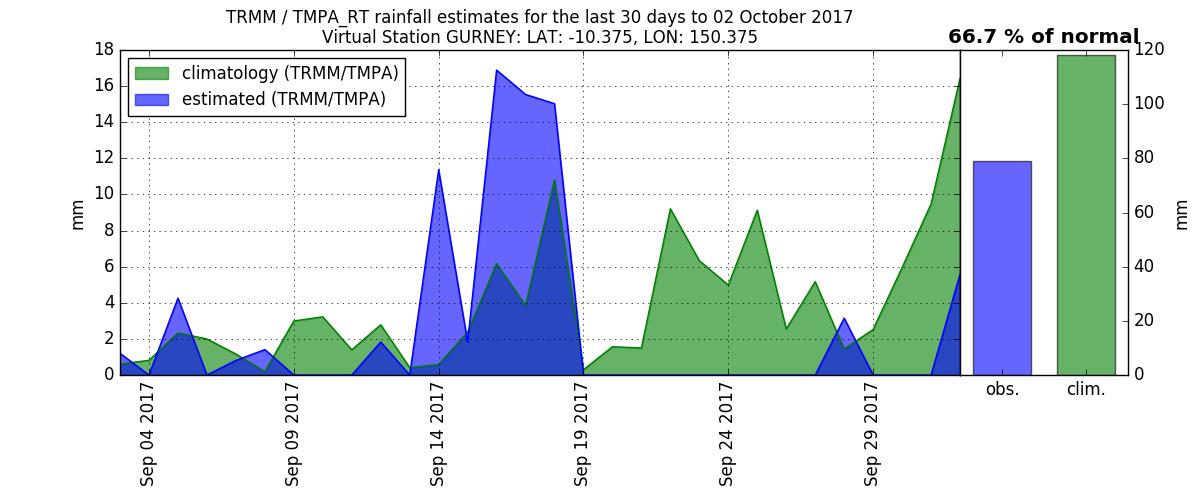 TRMM / TMPA_RT rainfall estimates for the last 30 days to 02 October 2017
Virtual Station GURNEY: LAT: -10.375, LON: 150.375
66.7 % of normal
climatology (TRMM/TMPA)
estimated (TRMM/TMPA)
18
16
14
12
10
8
6
4
2
0
mm
Sep 04 2017
Sep 09 2017
Sep 14 2017
Sep 19 2017
Sep 24 2017
Sep 29 2017
obs.
clim.
120
100
80
60
40
20
0
mm